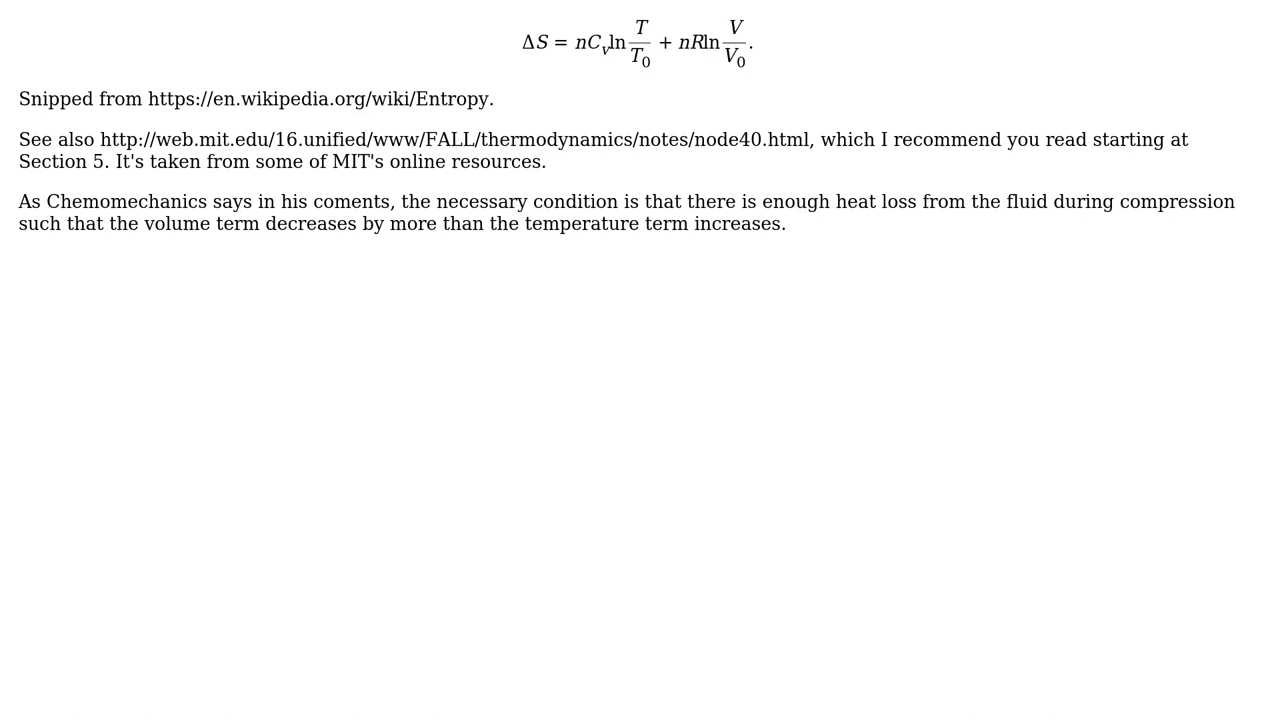 ΔS = nC_v ln T/T_0 + nR ln V/V_0.
Snipped from https://en.wikipedia.org/wiki/Entropy.
See also http://web.mit.edu/16.unified/www/FALL/thermodynamics/notes/node40.html, which I recommend you read starting at
Section 5. It's taken from some of MIT's online resources.
As Chemomechanics says in his coments, the necessary condition is that there is enough heat loss from the fluid during compression
such that the volume term decreases by more than the temperature term increases.